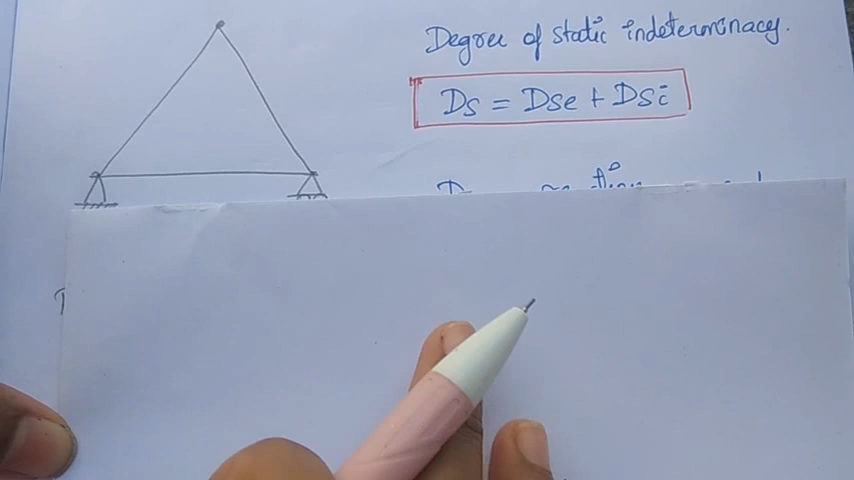 Degree of static indeterminacy.
Ds = Dse + Dsi